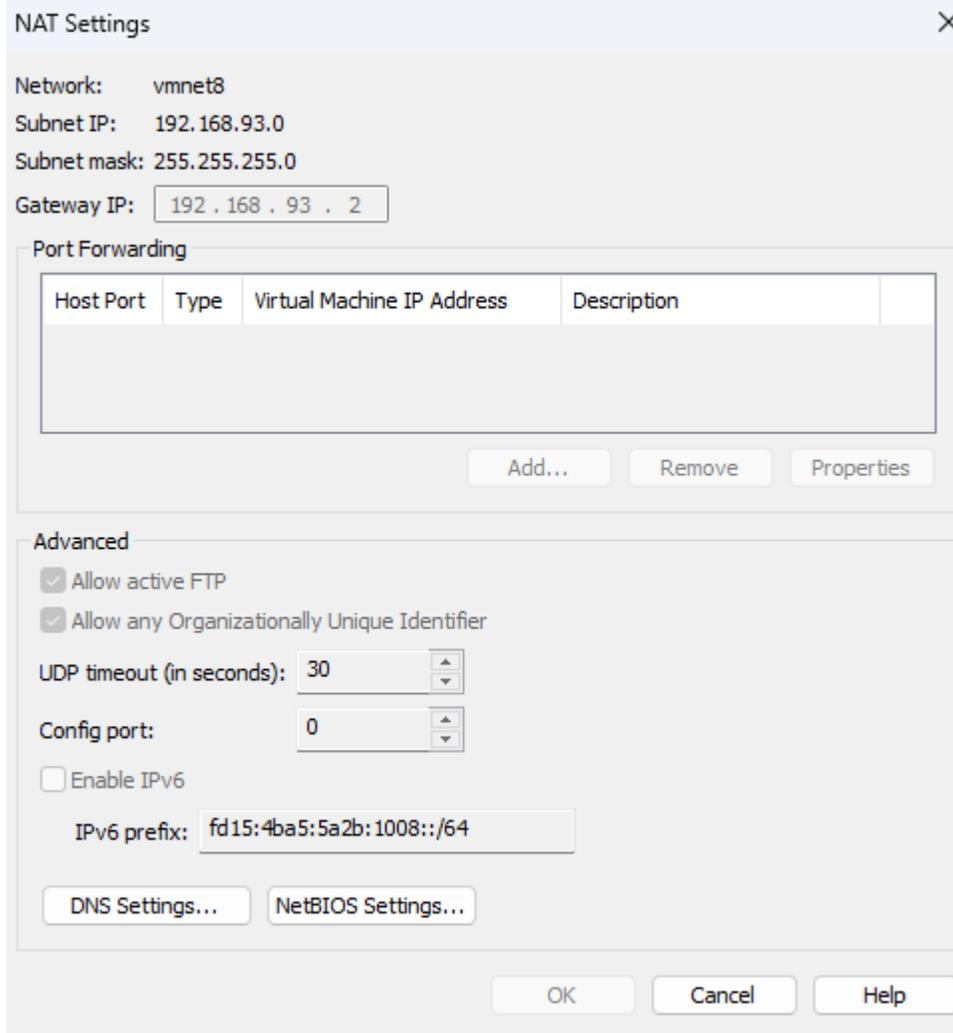 NAT Settings
Network: vmnet8
Subnet IP: 192.168.93.0
Subnet mask: 255.255.255.0
Gateway IP: 192 . 168 . 93 . 2
Port Forwarding
Host Port Type Virtual Machine IP Address Description
Add... Remove Properties
Advanced
Allow active FTP
Allow any Organizationally Unique Identifier
UDP timeout (in seconds): 30
Config port: 0
Enable IPv6
IPv6 prefix: fd15:4ba5:5a2b:1008::/64
DNS Settings... NetBIOS Settings...
OK Cancel Help